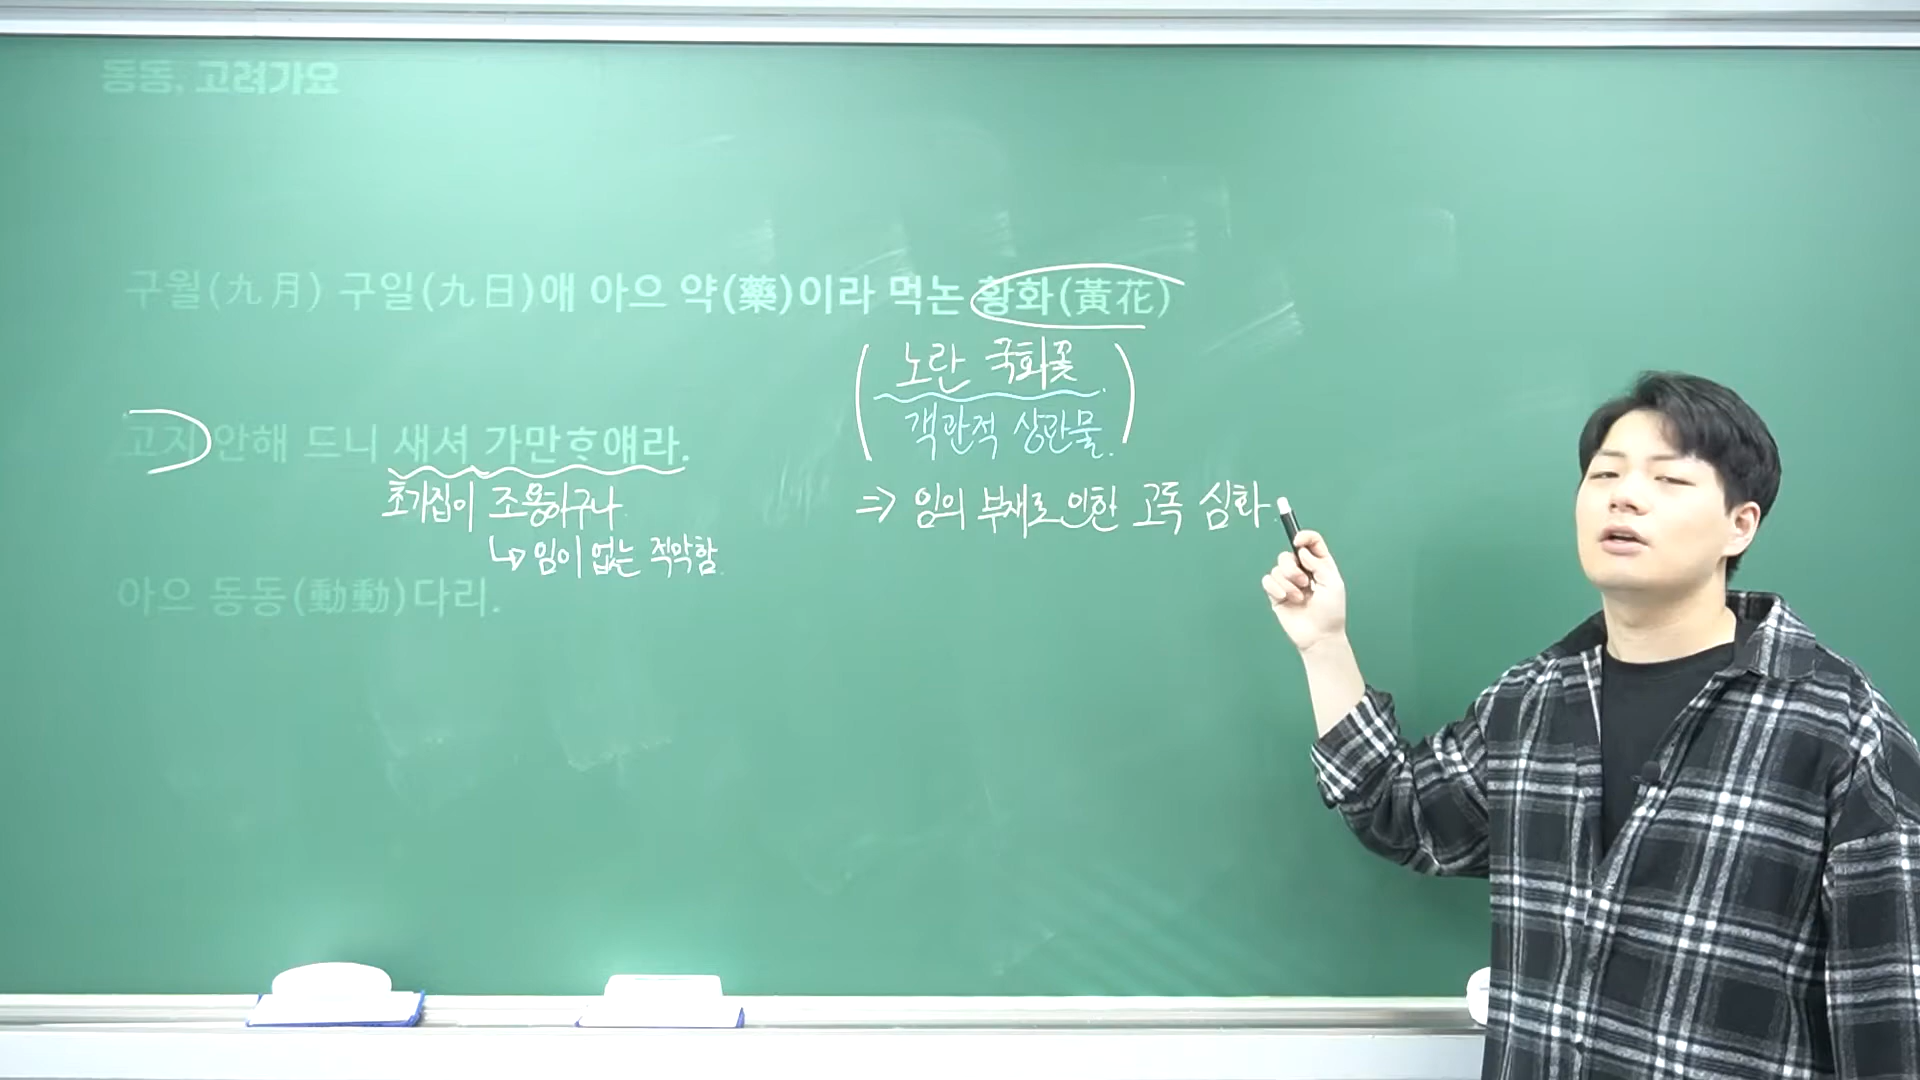 동동, 고려가요
구월(九月) 구일(九日)애 아으 약(藥)이라 먹논 황화(黃花)
노란 국화꽃
객관적 상관물.
고지 안해 드니 새셔 가만ᄒᆞ얘라.
초가집이 조용하구나.
↳ 임이 없는 적막함.
⇒ 임의 부재로 인한 고독 심화.
아으 동동(動動)다리.